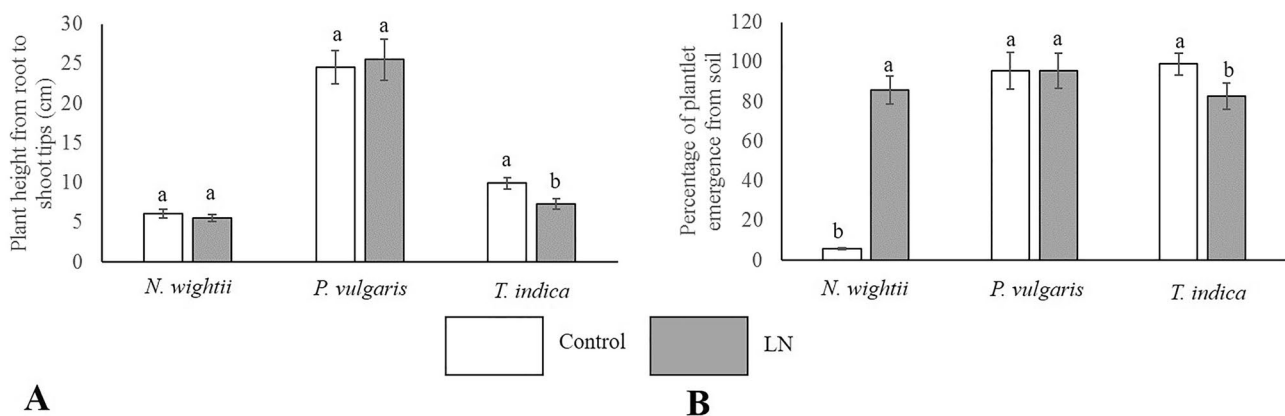 Plant height from root to
shoot tips (cm)
30
25
20
15
10
5
0
a
a
a
a
a
b
N. wightii
P. vulgaris
T. indica
Percentage of plantlet
emergence from soil
120
100
80
60
40
20
0
b
a
a
a
a
b
N. wightii
P. vulgaris
T. indica
Control
LN
A
B